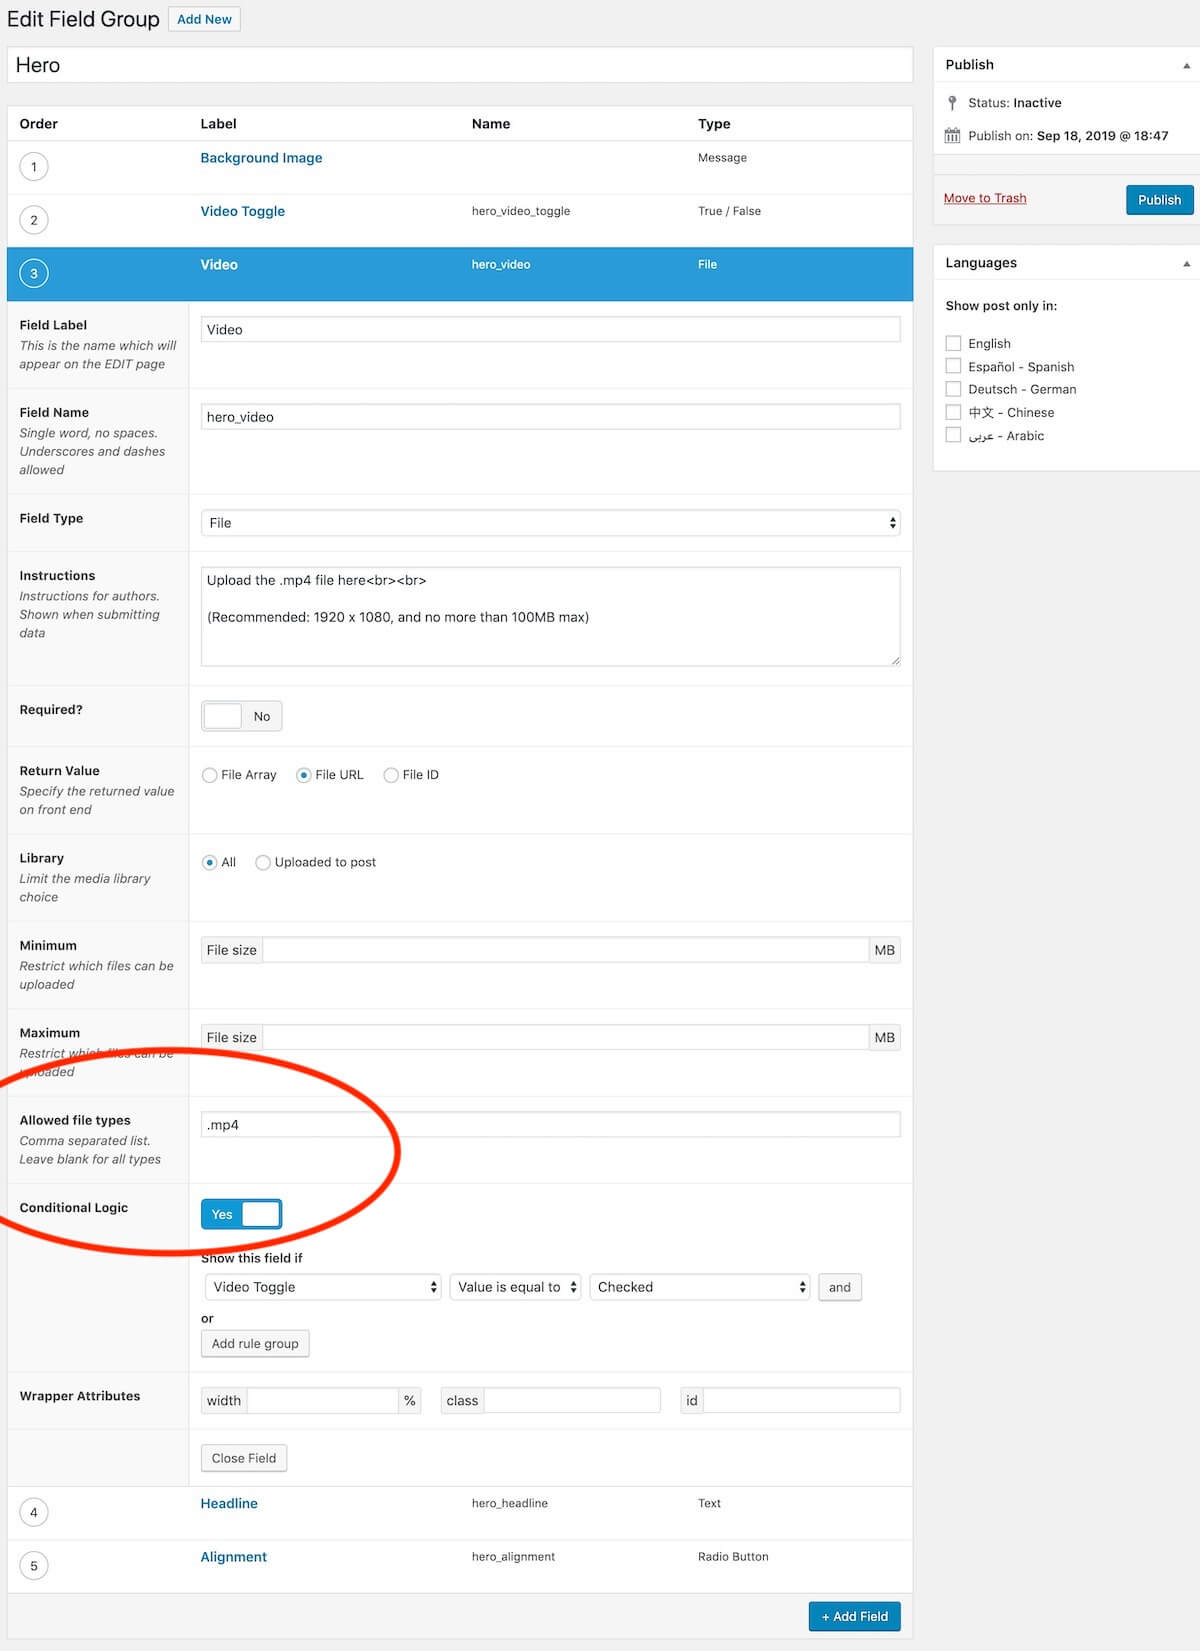 Edit Field Group Add New
Hero
Order Label Name Type
1 Background Image Message
2 Video Toggle hero_video_toggle True / False
3 Video hero_video File
Field Label
This is the name which will
appear on the EDIT page
Video
Field Name
Single word, no spaces.
Underscores and dashes
allowed
hero_video
Field Type
File
Instructions
Instructions for authors.
Shown when submitting
data
Upload the .mp4 file here<br><br>
(Recommended: 1920 x 1080, and no more than 100MB max)
Required?
No
Return Value
Specify the returned value
on front end
File Array File URL File ID
Library
Limit the media library
choice
All Uploaded to post
Minimum
Restrict which files can be
uploaded
File size MB
Maximum
Restrict which files can be
uploaded
File size MB
Allowed file types
Comma separated list.
Leave blank for all types
.mp4
Conditional Logic
Yes
Show this field if
Video Toggle Value is equal to Checked and
or
Add rule group
Wrapper Attributes
width % class id
Close Field
4 Headline hero_headline Text
5 Alignment hero_alignment Radio Button
+ Add Field
Publish
Status: Inactive
Publish on: Sep 18, 2019 @ 18:47
Move to Trash Publish
Languages
Show post only in:
English
Español - Spanish
Deutsch - German
中文 - Chinese
عربى - Arabic